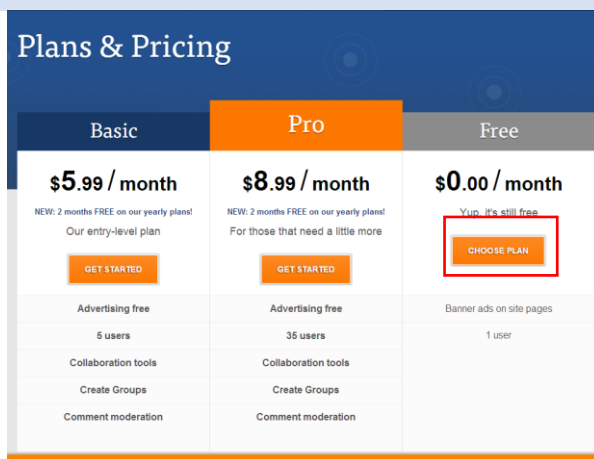 Plans & Pricing
Basic
$5.99 / month
NEW: 2 months FREE on our yearly plans!
Our entry-level plan
GET STARTED
Advertising free
5 users
Collaboration tools
Create Groups
Comment moderation
Pro
$8.99 / month
NEW: 2 months FREE on our yearly plans!
For those that need a little more
GET STARTED
Advertising free
35 users
Collaboration tools
Create Groups
Comment moderation
Free
$0.00 / month
Yup, it's still free
CHOOSE PLAN
Banner ads on site pages
1 user